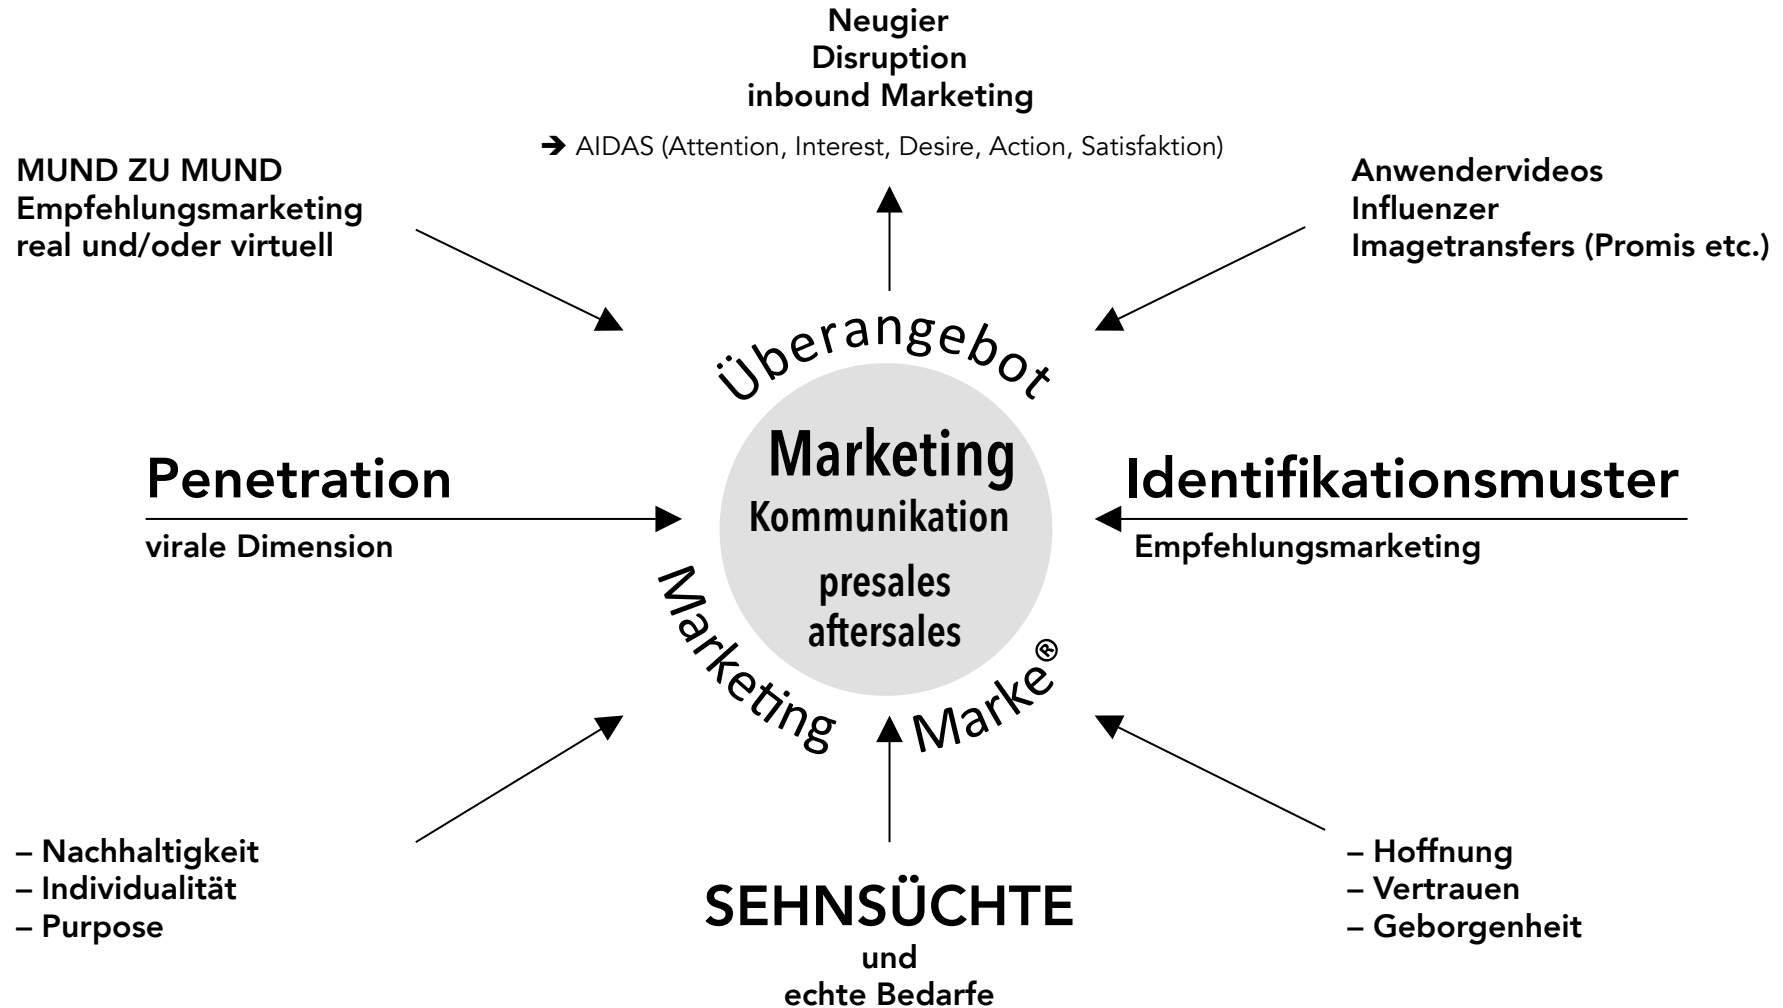 Neugier
Disruption
inbound Marketing
➔ AIDAS (Attention, Interest, Desire, Action, Satisfaktion)
MUND ZU MUND
Empfehlungsmarketing
real und/oder virtuell
Anwendervideos
Influenzer
Imagetransfers (Promis etc.)
Überangebot
Marketing
Kommunikation
presales
aftersales
Marketing
Marke®
Penetration
virale Dimension
Identifikationsmuster
Empfehlungsmarketing
– Nachhaltigkeit
– Individualität
– Purpose
SEHNSÜCHTE
und
echte Bedarfe
– Hoffnung
– Vertrauen
– Geborgenheit